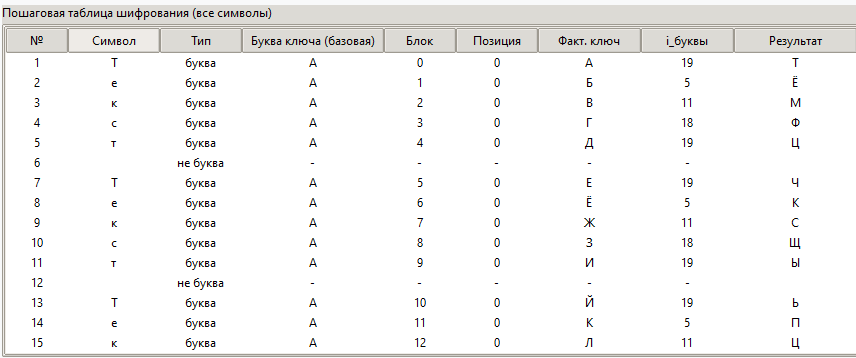 Пошаговая таблица шифрования (все символы)
№ Символ Тип Буква ключа (базовая) Блок Позиция Факт. ключ i_буквы Результат
1 Т буква А 0 0 А 19 Т
2 е буква А 1 0 Б 5 Ё
3 к буква А 2 0 В 11 М
4 с буква А 3 0 Г 18 Ф
5 т буква А 4 0 Д 19 Ц
6 не буква - - - - - -
7 Т буква А 5 0 Е 19 Ч
8 е буква А 6 0 Ё 5 К
9 к буква А 7 0 Ж 11 С
10 с буква А 8 0 З 18 Щ
11 т буква А 9 0 И 19 Ы
12 не буква - - - - - -
13 Т буква А 10 0 Й 19 Ь
14 е буква А 11 0 К 5 П
15 к буква А 12 0 Л 11 Ц